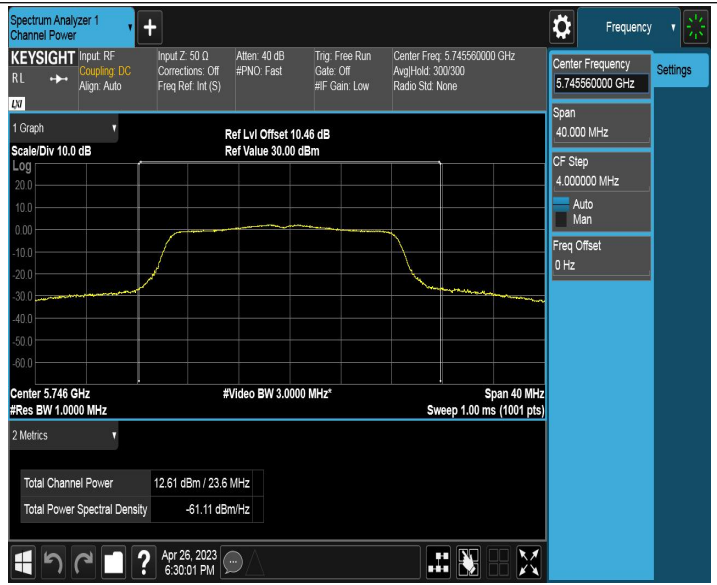 Spectrum Analyzer 1
Channel Power
Frequency
KEYSIGHT
RL
LXI
Input: RF
Coupling: DC
Align: Auto
Input Z: 50 Ω
Corrections: Off
Freq Ref: Int (S)
Atten: 40 dB
#PNO: Fast
Trig: Free Run
Gate: Off
#IF Gain: Low
Center Freq: 5.745560000 GHz
Avg|Hold: 300/300
Radio Std: None
Center Frequency
5.745560000 GHz
Settings
Span
40.000 MHz
CF Step
4.000000 MHz
Auto
Man
Freq Offset
0 Hz
1 Graph
Scale/Div 10.0 dB
Ref Lvl Offset 10.46 dB
Ref Value 30.00 dBm
Log
20.0
10.0
0.00
-10.0
-20.0
-30.0
-40.0
-50.0
-60.0
Center 5.746 GHz
#Video BW 3.0000 MHz*
Span 40 MHz
#Res BW 1.0000 MHz
Sweep 1.00 ms (1001 pts)
2 Metrics
Total Channel Power 12.61 dBm / 23.6 MHz
Total Power Spectral Density -61.11 dBm/Hz
?
Apr 26, 2023
6:30:01 PM